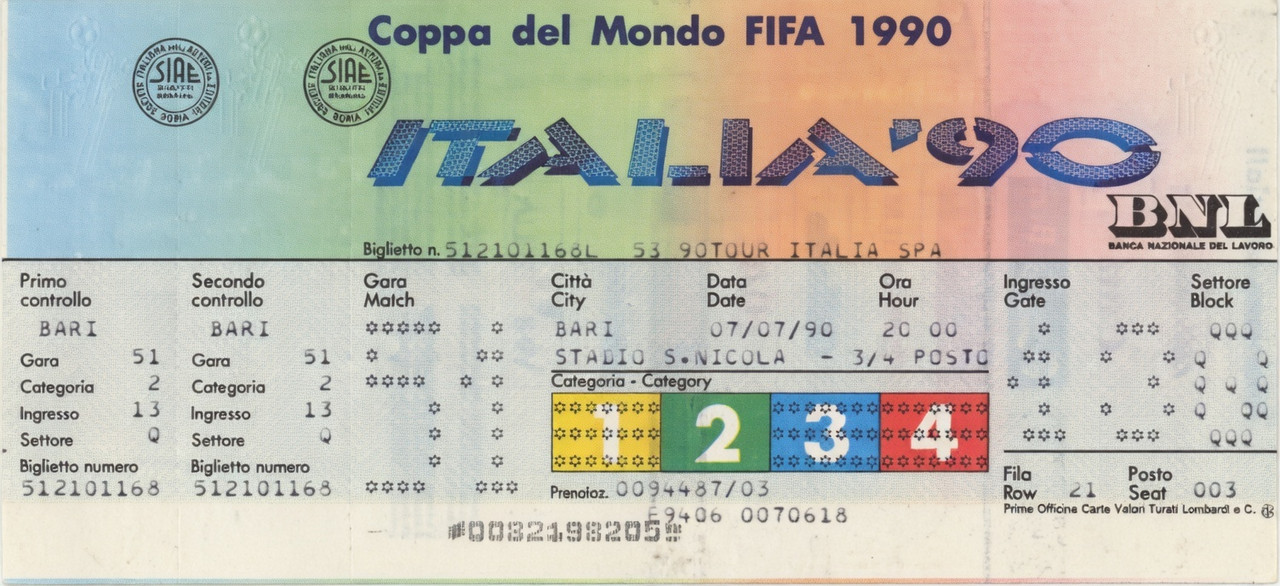 Coppa del Mondo FIFA 1990
SIAE
SIAE
ITALIA'90
BNL
BANCA NAZIONALE DEL LAVORO
Biglietto n. 512101168L 53 90TOUR ITALIA SPA
Primo controllo
BARI
Gara 51
Categoria 2
Ingresso 13
Settore Q
Biglietto numero
512101168
Secondo controllo
BARI
Gara 51
Categoria 2
Ingresso 13
Settore Q
Biglietto numero
512101168
Gara
Match
51
Città
City
BARI
Data
Date
07/07/90
Ora
Hour
20 00
STADIO S.NICOLA - 3/4 POSTO
Categoria - Category
1 2 3 4
Prenotaz. 0094487/03
E9406 0070618
Ingresso
Gate
13
Settore
Block
Q
Fila
Row 21
Posto
Seat 003
Prime Officine Carte Valori Turati Lombardi e C.
#00321982059#